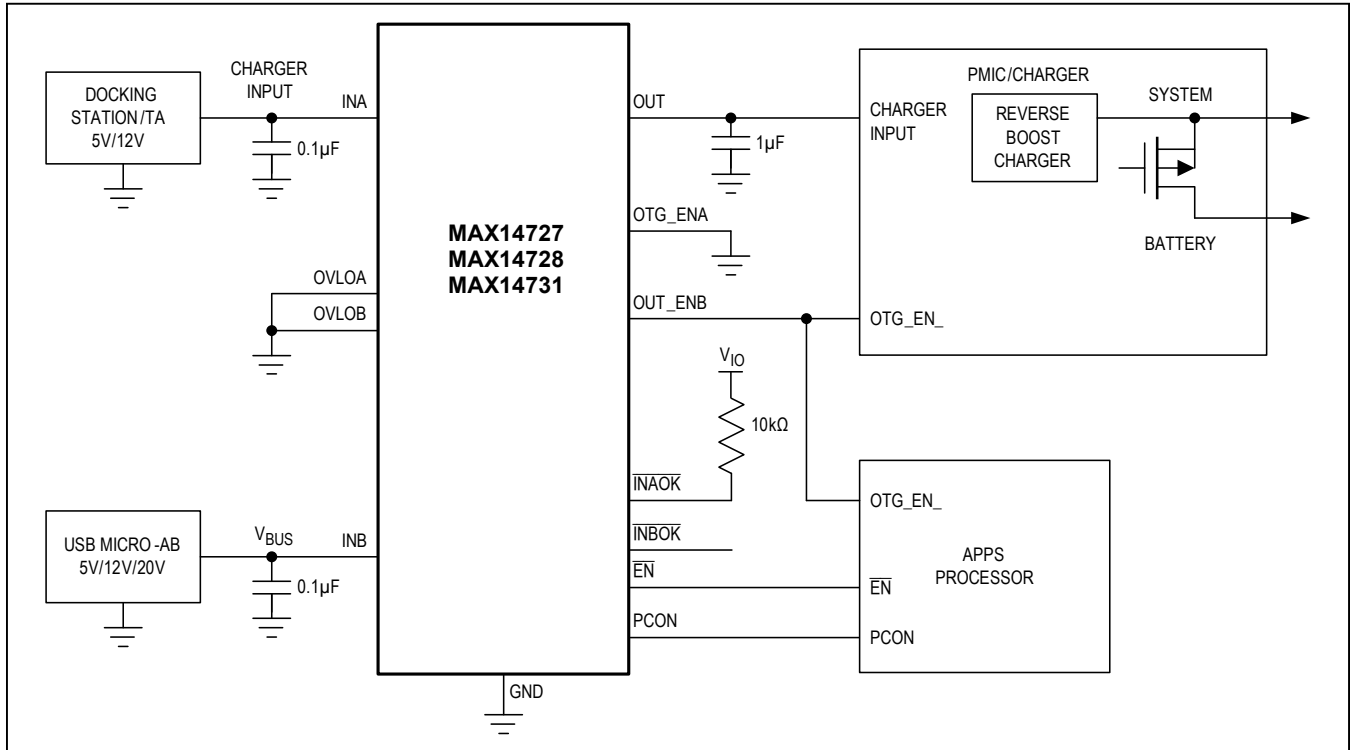 DOCKING
STATION/TA
5V/12V
CHARGER
INPUT
INA
0.1µF
OVLOA
OVLOB
USB MICRO-AB
5V/12V/20V
VBUS
INB
0.1µF
MAX14727
MAX14728
MAX14731
GND
OUT
1µF
OTG_ENA
OUT_ENB
VIO
10kΩ
INAOK
INBOK
EN
PCON
PMIC/CHARGER
CHARGER
INPUT
REVERSE
BOOST
CHARGER
SYSTEM
BATTERY
OTG_EN_
OTG_EN_
APPS
PROCESSOR
EN
PCON